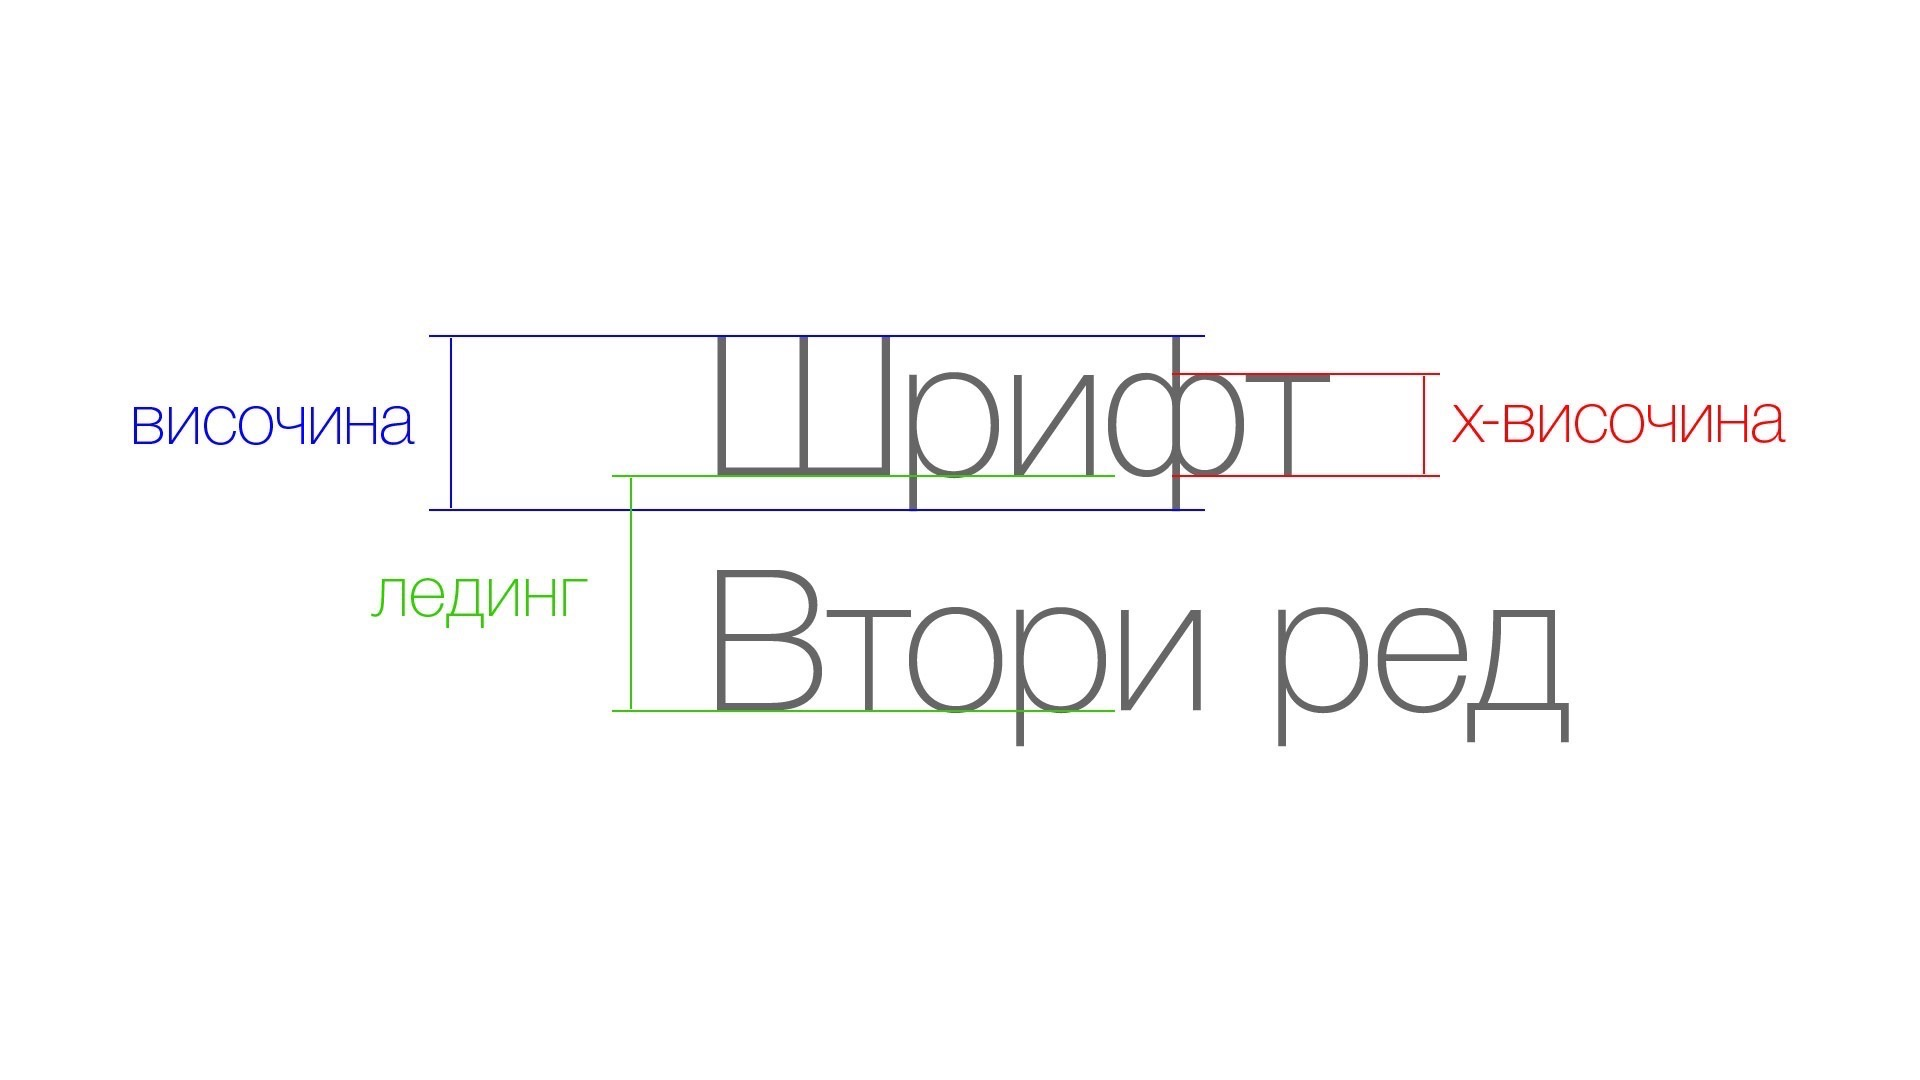 Шрифт
височина
х-височина
лединг
Втори ред